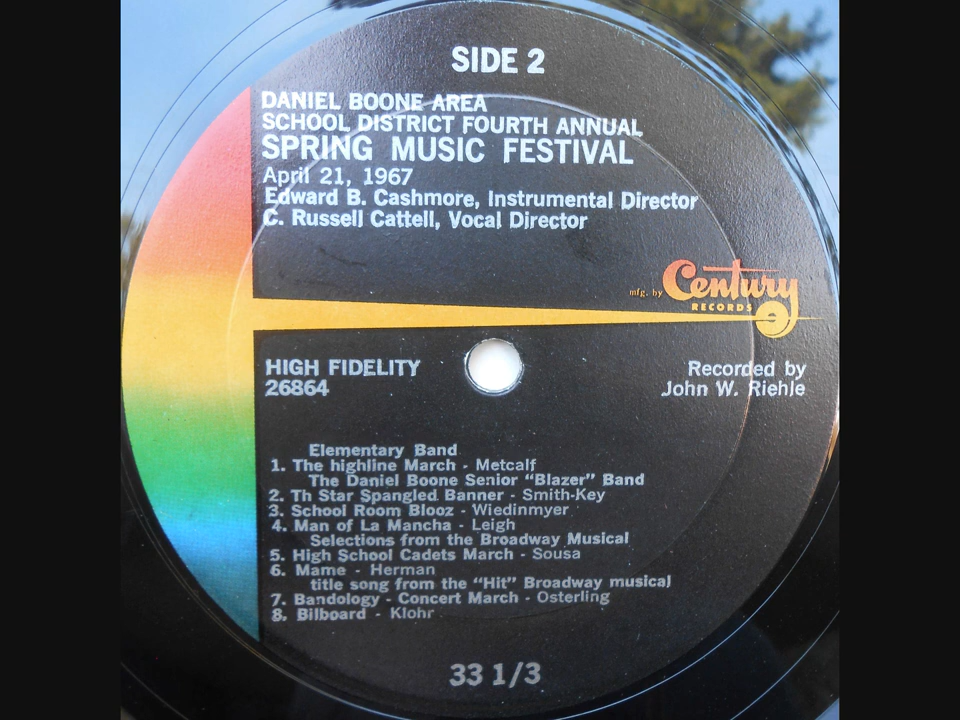 SIDE 2
DANIEL BOONE AREA
SCHOOL DISTRICT FOURTH ANNUAL
SPRING MUSIC FESTIVAL
April 21, 1967
Edward B. Cashmore, Instrumental Director
C. Russell Cattell, Vocal Director
mfg. by Century
RECORDS
HIGH FIDELITY
26864
Recorded by
John W. Riehle
Elementary Band
1. The highline March - Metcalf
The Daniel Boone Senior "Blazer" Band
2. Th Star Spangled Banner - Smith-Key
3. School Room Blooz - Wiedinmyer
4. Man of La Mancha - Leigh
Selections from the Broadway Musical
5. High School Cadets March - Sousa
6. Mame - Herman
title song from the "Hit" Broadway musical
7. Bandology - Concert March - Osterling
8. Bilboard - Klohr
33 1/3